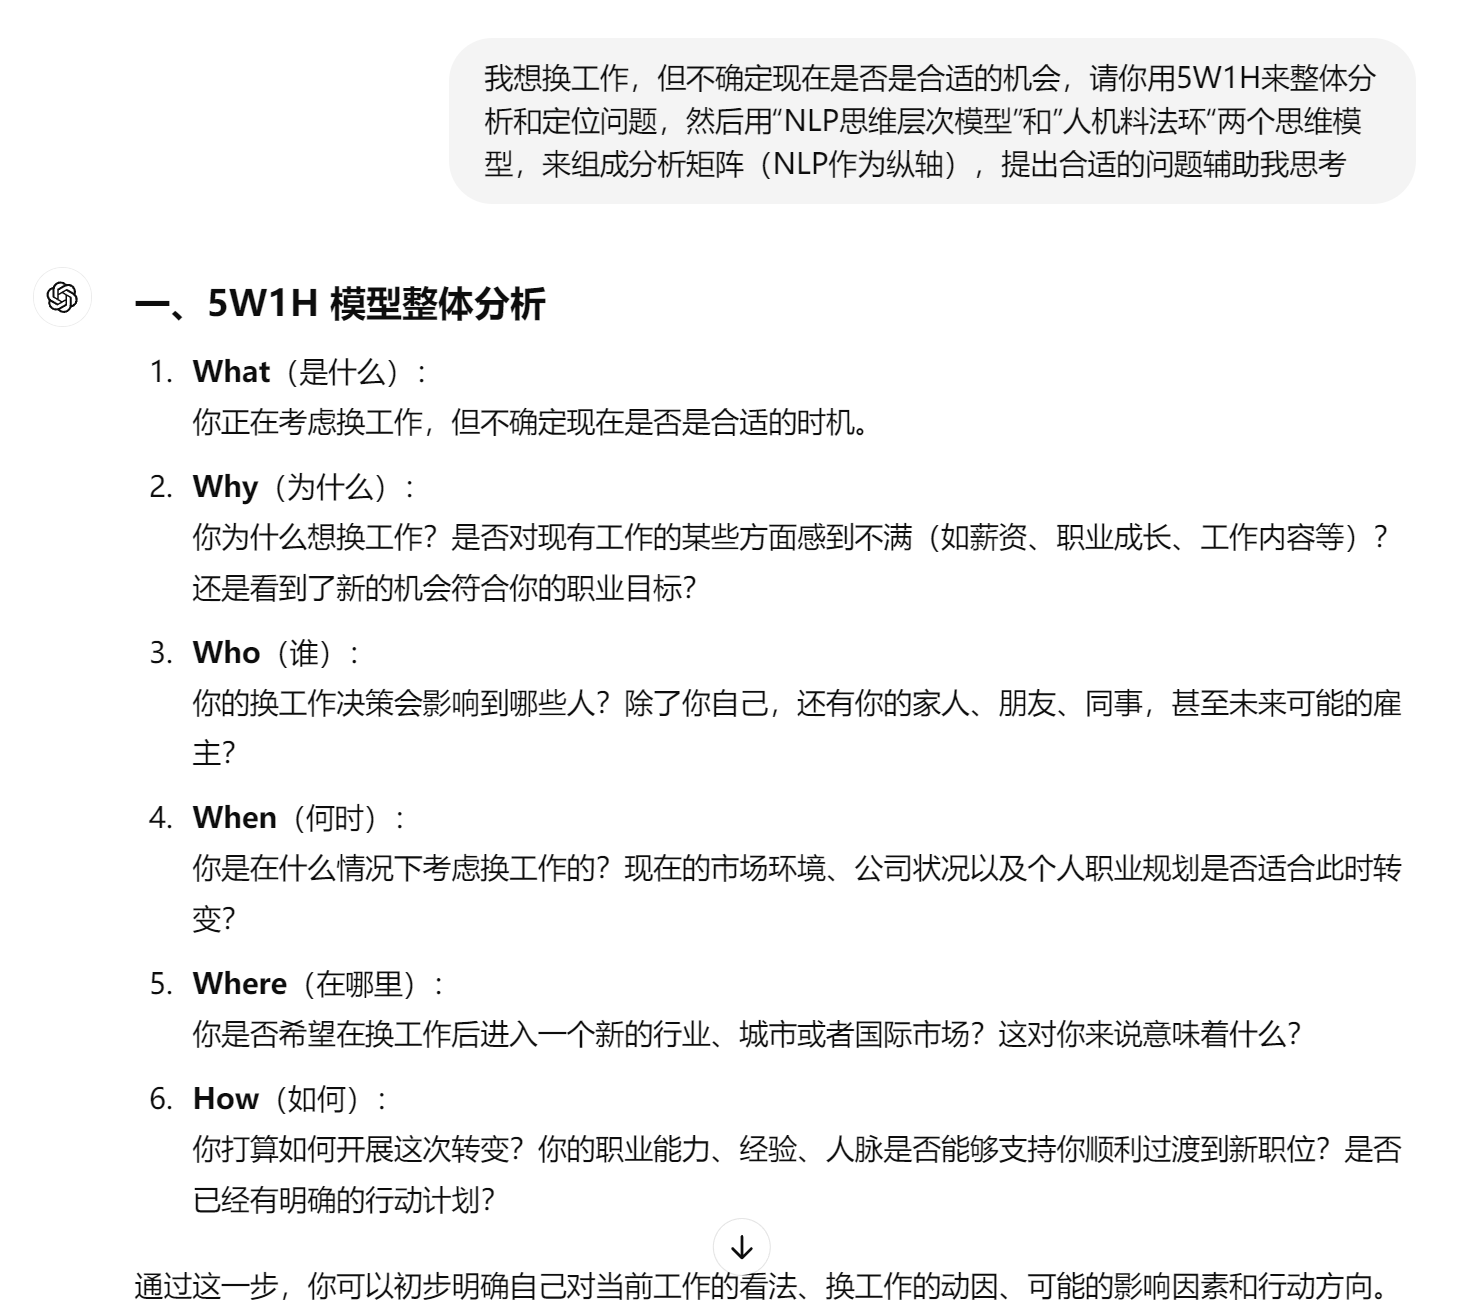 我想换工作，但不确定现在是否是合适的机会，请你用5W1H来整体分
析和定位问题，然后用“NLP思维层次模型”和”人机料法环“两个思维模
型，来组成分析矩阵（NLP作为纵轴），提出合适的问题辅助我思考
一、5W1H 模型整体分析
1. What（是什么）：
你正在考虑换工作，但不确定现在是否是合适的时机。
2. Why（为什么）：
你为什么想换工作？是否对现有工作的某些方面感到不满（如薪资、职业成长、工作内容等）？
还是看到了新的机会符合你的职业目标？
3. Who（谁）：
你的换工作决策会影响到哪些人？除了你自己，还有你的家人、朋友、同事，甚至未来可能的雇
主？
4. When（何时）：
你是在什么情况下考虑换工作的？现在的市场环境、公司状况以及个人职业规划是否适合此时转
变？
5. Where（在哪里）：
你是否希望在换工作后进入一个新的行业、城市或者国际市场？这对你来说意味着什么？
6. How（如何）：
你打算如何开展这次转变？你的职业能力、经验、人脉是否能够支持你顺利过渡到新职位？是否
已经有明确的行动计划？
通过这一步，你可以初步明确自己对当前工作的看法、换工作的动因、可能的影响因素和行动方向。